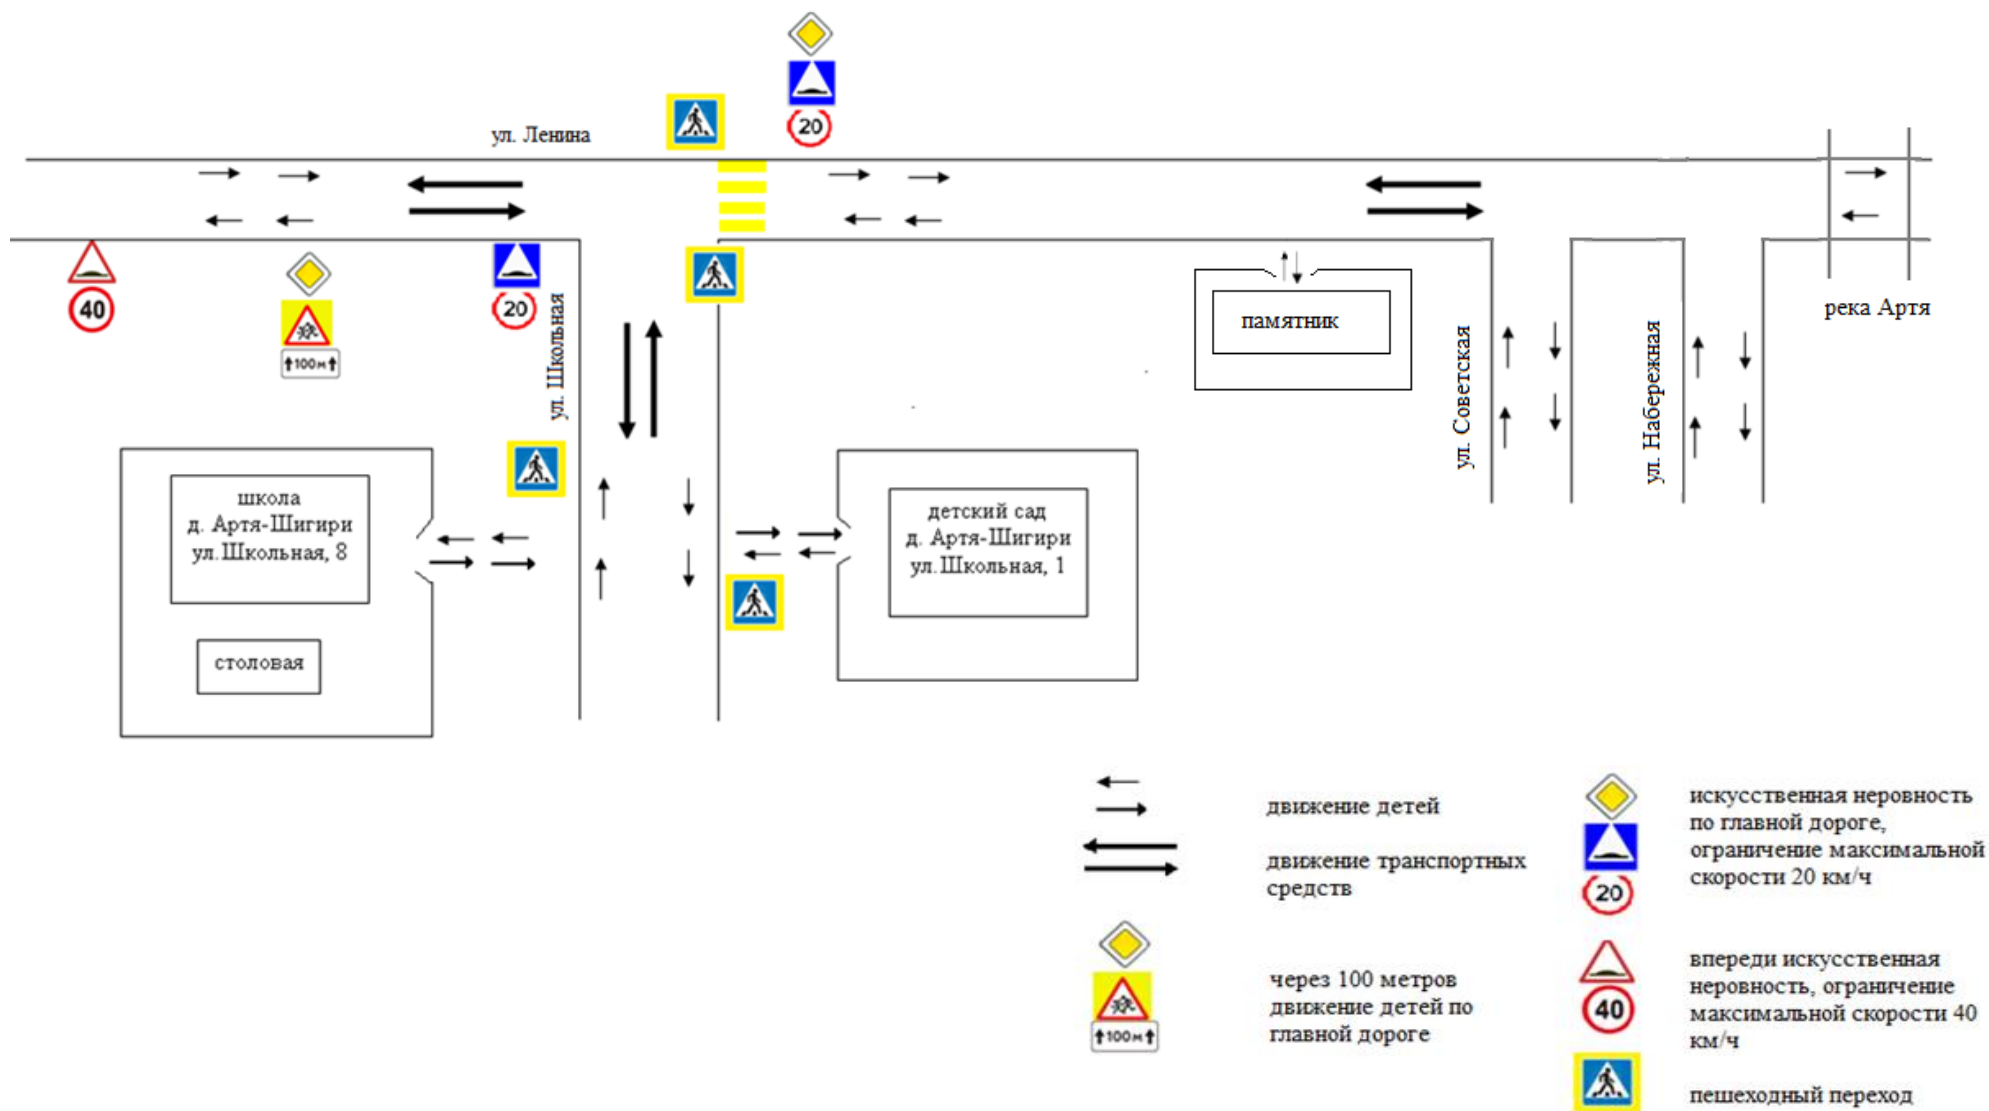 20
ул. Ленина
40
100м
20
ул. Школьная
памятник
ул. Советская
ул. Набережная
река Артя
школа
д. Артя-Шигири
ул.Школьная, 8
столовая
детский сад
д. Артя-Шигири
ул.Школьная, 1
движение детей
движение транспортных
средств
100м
через 100 метров
движение детей по
главной дороге
20
искусственная неровность
по главной дороге,
ограничение максимальной
скорости 20 км/ч
40
впереди искусственная
неровность, ограничение
максимальной скорости 40
км/ч
пешеходный переход